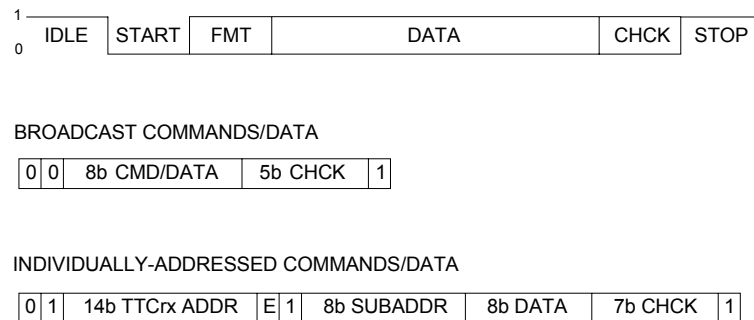 1
0
IDLE START FMT DATA CHCK STOP
BROADCAST COMMANDS/DATA
0 0 8b CMD/DATA 5b CHCK 1
INDIVIDUALLY-ADDRESSED COMMANDS/DATA
0 1 14b TTCrx ADDR E 1 8b SUBADDR 8b DATA 7b CHCK 1